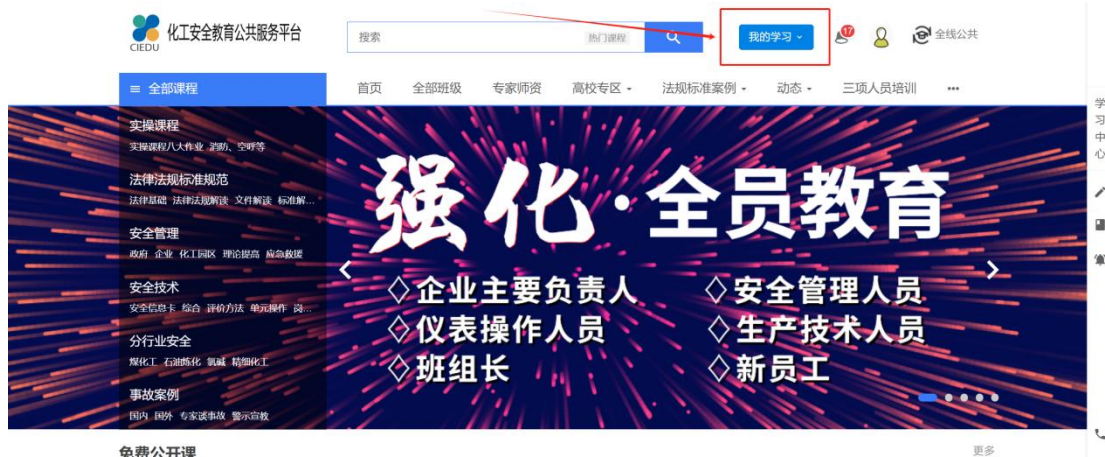 CIEDU
化工安全教育公共服务平台
搜索
热门课程
我的学习
17
全线公共
全部课程
首页 全部班级 专家师资 高校专区 法规标准案例 动态 三项人员培训 •••
实操课程
实操课程八大作业 消防、空呼等
法律法规标准规范
法律基础 法律法规解读 文件解读 标准解...
安全管理
政府 企业 化工园区 理论提高 应急救援
安全技术
安全信息卡 综合 评价方法 单元操作 岗...
分行业安全
煤化工 石油炼化 氯碱 精细化工
事故案例
国内 国外 专家谈事故 警示宣教
强化·全员教育
◇企业主要负责人 ◇安全管理人员
◇仪表操作人员 ◇生产技术人员
◇班组长 ◇新员工
学
习
中
心
免费公开课
更多